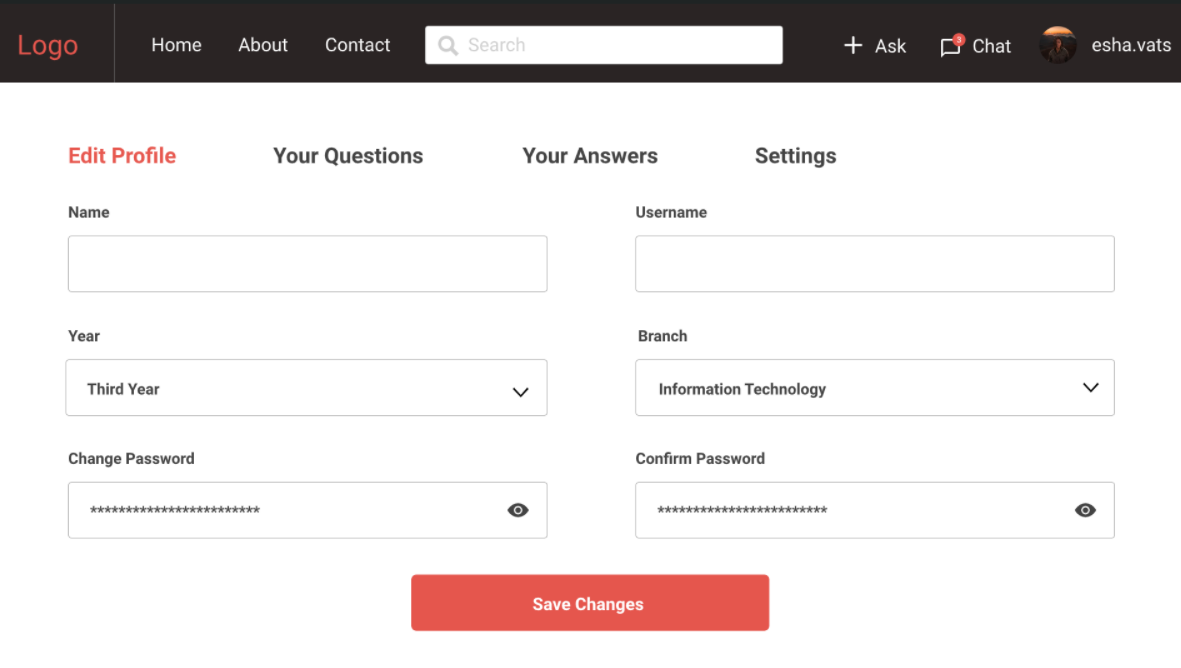 Logo Home About Contact Search + Ask 3 Chat esha.vats
Edit Profile Your Questions Your Answers Settings
Name Username
Year Branch
Third Year Information Technology
Change Password Confirm Password
************************ ************************
Save Changes